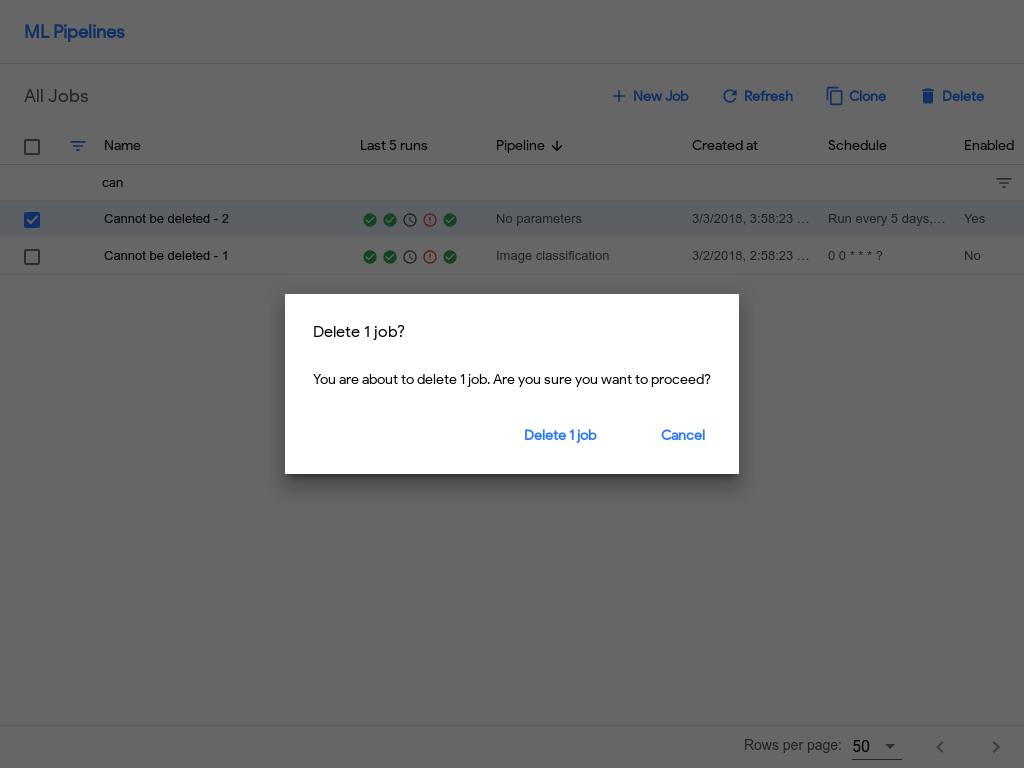 ML Pipelines
All Jobs
New Job Refresh Clone Delete
Name Last 5 runs Pipeline Created at Schedule Enabled
can
Cannot be deleted - 2 No parameters 3/3/2018, 3:58:23 … Run every 5 days,… Yes
Cannot be deleted - 1 Image classification 3/2/2018, 2:58:23 … 0 0 * * * ? No
Delete 1 job?
You are about to delete 1 job. Are you sure you want to proceed?
Delete 1 job Cancel
Rows per page: 50